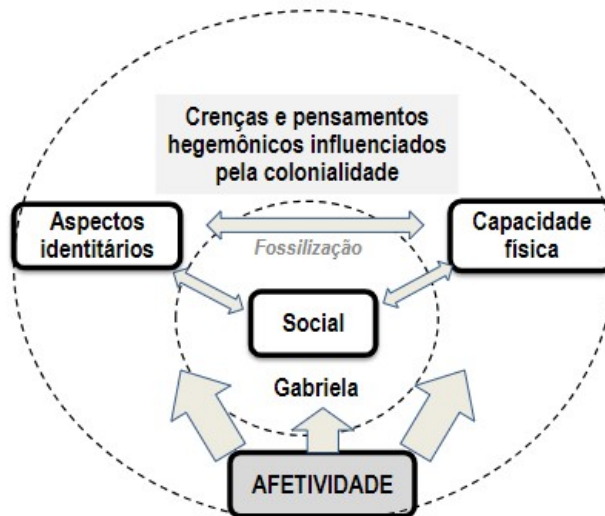 Crenças e pensamentos
hegemônicos influenciados
pela colonialidade
Aspectos
identitários
Capacidade
física
Fossilização
Social
Gabriela
AFETIVIDADE